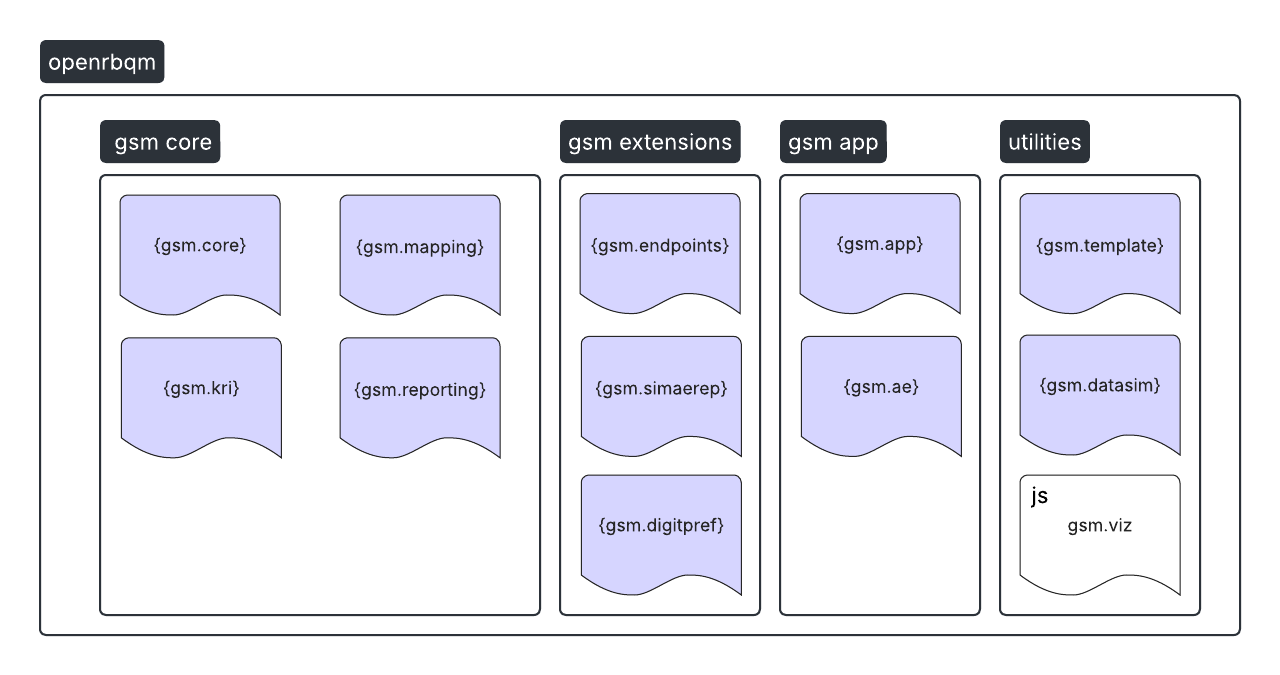 openrbqm
gsm core
gsm extensions
gsm app
utilities
{gsm.core}
{gsm.mapping}
{gsm.endpoints}
{gsm.app}
{gsm.template}
{gsm.kri}
{gsm.reporting}
{gsm.simaerep}
{gsm.ae}
{gsm.datasim}
{gsm.digitpref}
js
gsm.viz